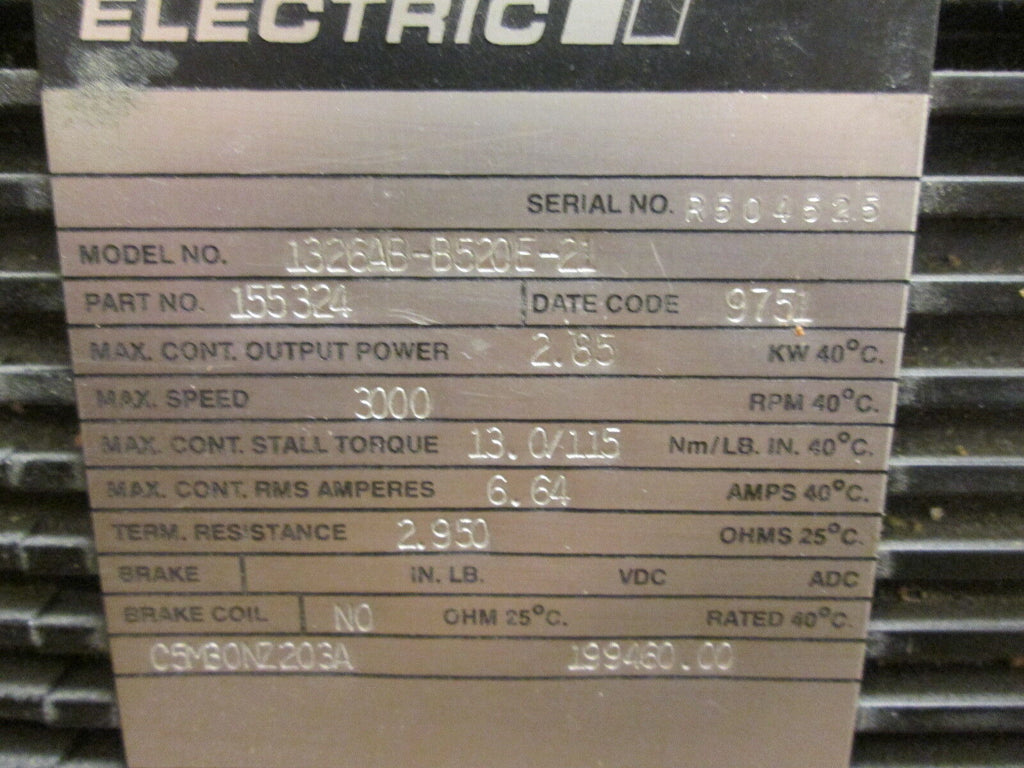 ELECTRIC
SERIAL NO. R504525
MODEL NO. 1326AB-B520E-21
PART NO. 155324 DATE CODE 9751
MAX. CONT. OUTPUT POWER 2.85 KW 40°C.
MAX. SPEED 3000 RPM 40°C.
MAX. CONT. STALL TORQUE 13.0/115 Nm/LB. IN. 40°C.
MAX. CONT. RMS AMPERES 6.64 AMPS 40°C.
TERM. RESISTANCE 2.950 OHMS 25°C.
BRAKE IN. LB. VDC ADC
BRAKE COIL NO OHM 25°C. RATED 40°C.
C5M30NZ203A 199460.00